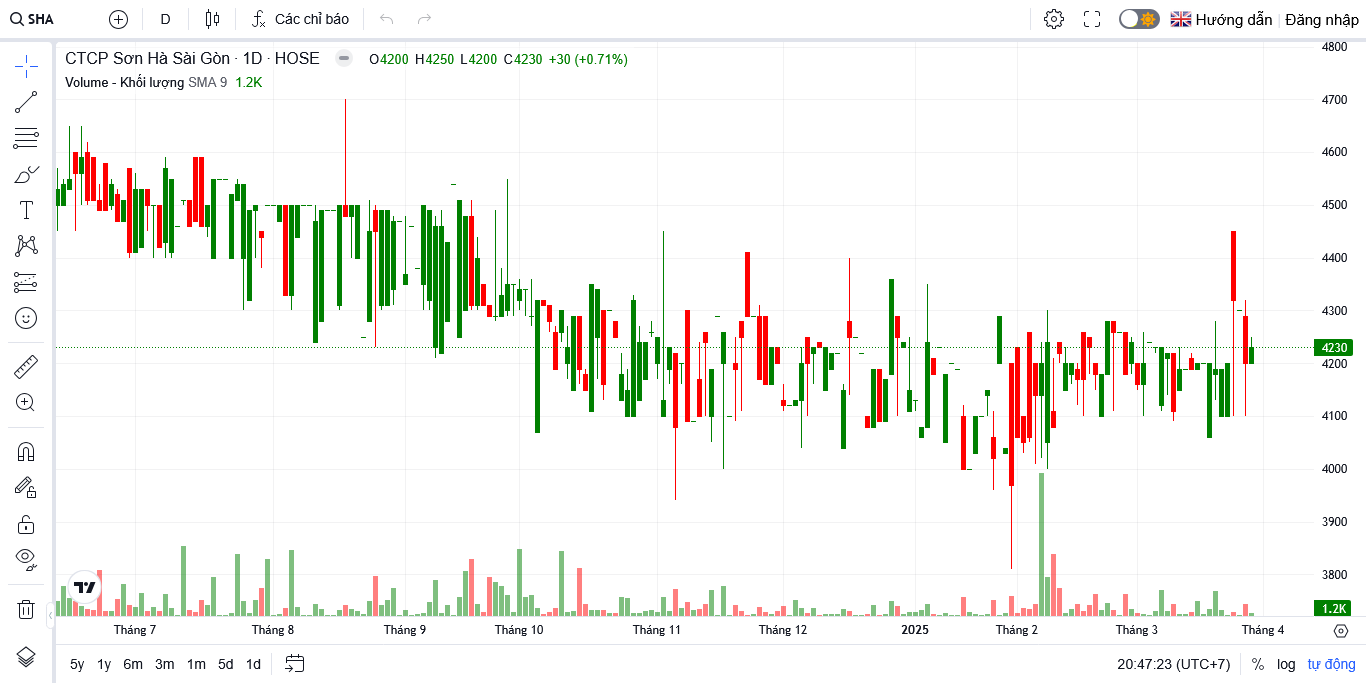 SHA D Các chỉ báo Hướng dẫn Đăng nhập
CTCP Sơn Hà Sài Gòn · 1D · HOSE O4200 H4250 L4200 C4230 +30 (+0.71%)
Volume - Khối lượng SMA 9 1.2K
4800
4700
4600
4500
4400
4300
4230
4200
4100
4000
3900
3800
1.2K
Tháng 7 Tháng 8 Tháng 9 Tháng 10 Tháng 11 Tháng 12 2025 Tháng 2 Tháng 3 Tháng 4
5y 1y 6m 3m 1m 5d 1d 20:47:23 (UTC+7) % log tự động